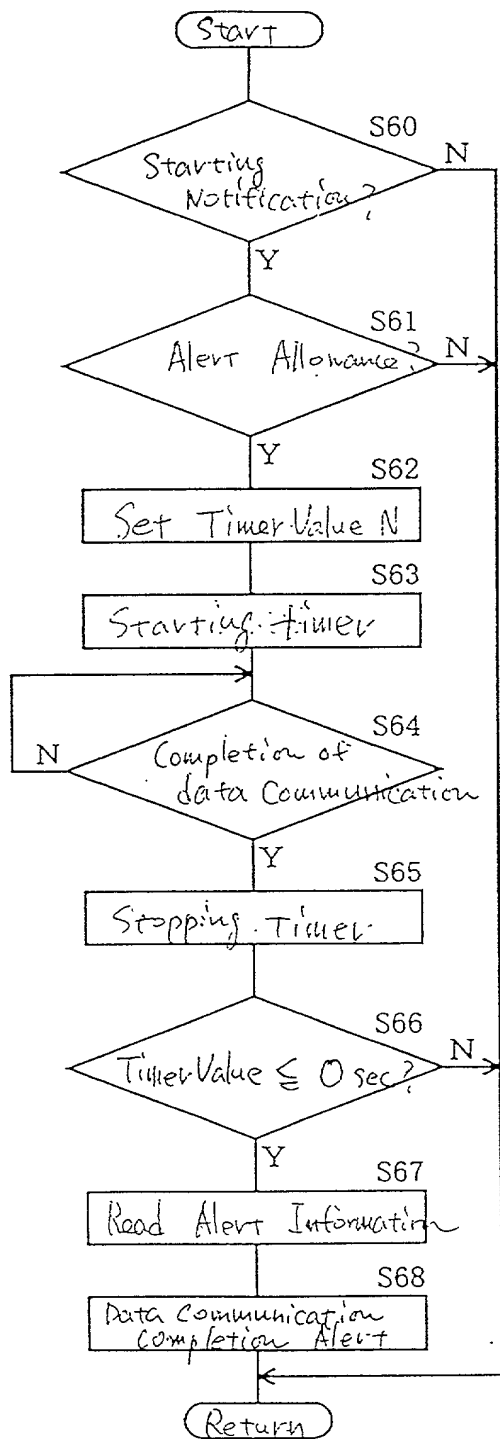 Start
S60
Starting
Notification?
N
Y
S61
Alert Allowance?
N
Y
S62
Set Timer Value N
S63
Starting timer
S64
Completion of
data Communication
N
Y
S65
Stopping Timer
S66
Timer Value ≦ 0 sec?
N
Y
S67
Read Alert Information
S68
Data Communication
Completion Alert
Return